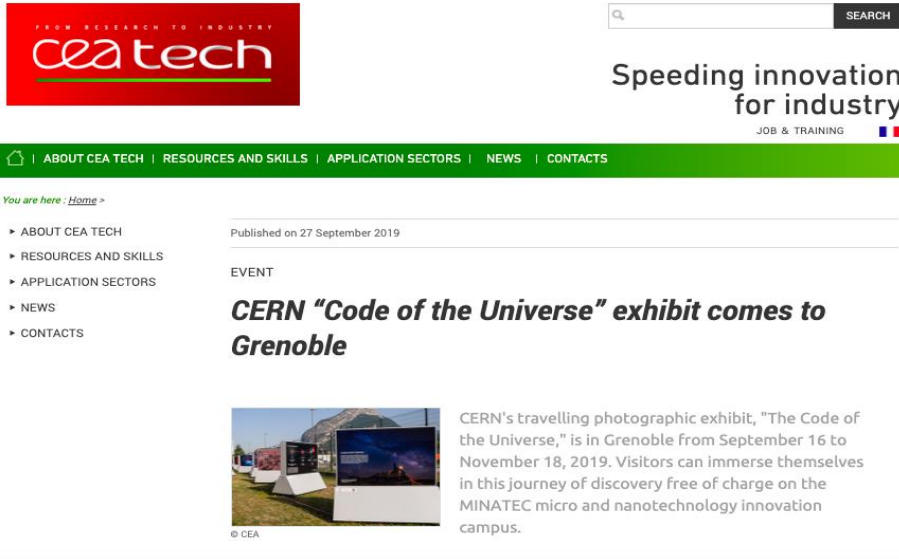 FROM RESEARCH TO INDUSTRY
cea tech
SEARCH
Speeding innovation
for industry
JOB & TRAINING
| ABOUT CEA TECH | RESOURCES AND SKILLS | APPLICATION SECTORS | NEWS | CONTACTS
You are here : Home >
ABOUT CEA TECH
RESOURCES AND SKILLS
APPLICATION SECTORS
NEWS
CONTACTS
Published on 27 September 2019
EVENT
CERN “Code of the Universe” exhibit comes to
Grenoble
CERN's travelling photographic exhibit, "The Code of
the Universe," is in Grenoble from September 16 to
November 18, 2019. Visitors can immerse themselves
in this journey of discovery free of charge on the
MINATEC micro and nanotechnology innovation
campus.
© CEA